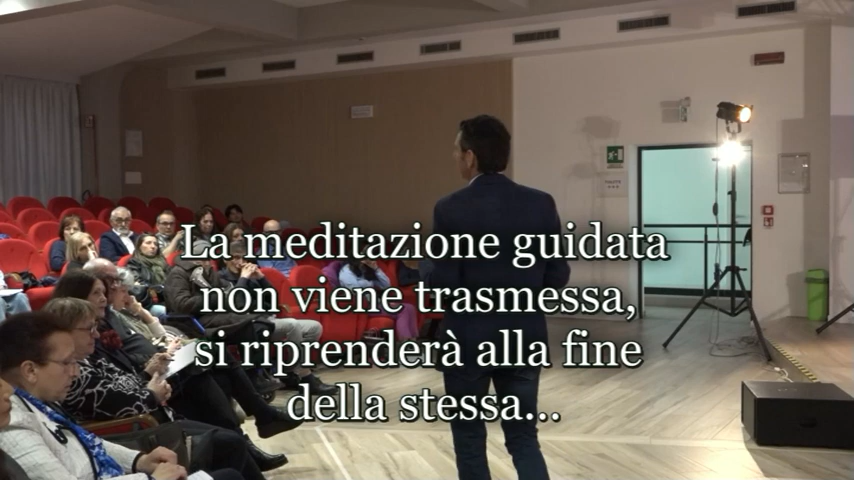 La meditazione guidata
non viene trasmessa,
si riprenderà alla fine
della stessa...